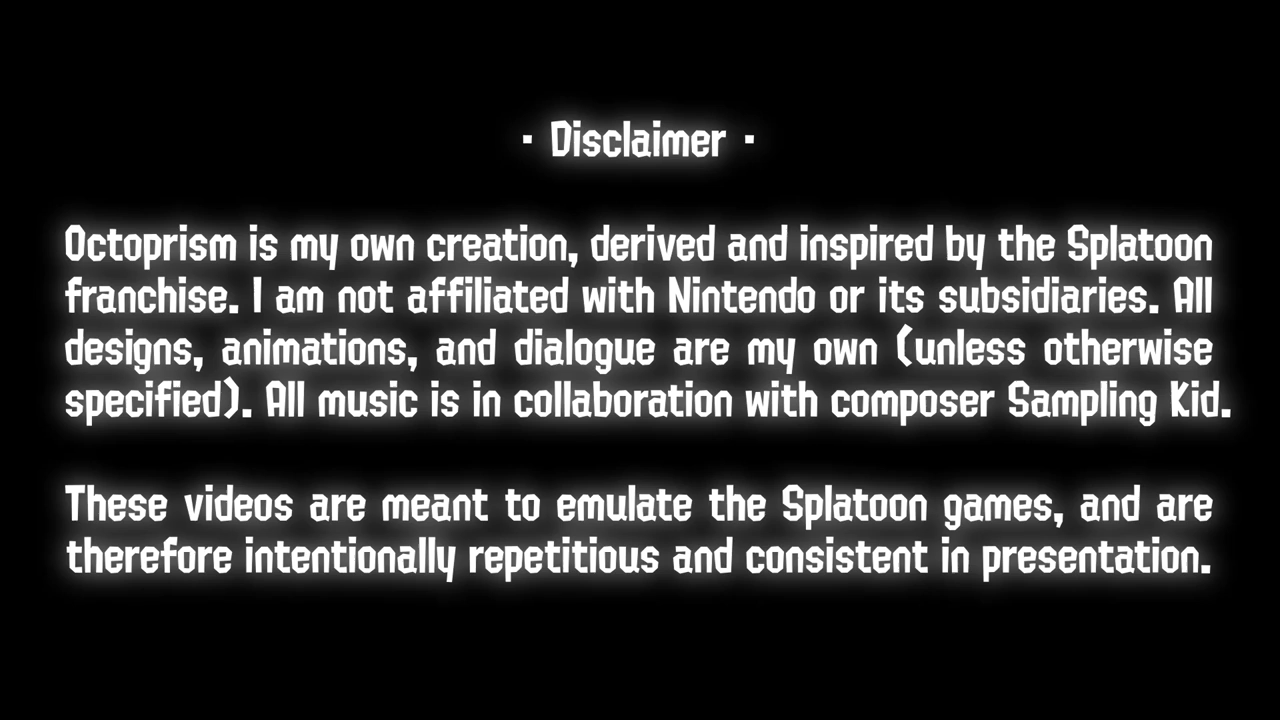 · Disclaimer ·
Octoprism is my own creation, derived and inspired by the Splatoon
franchise. I am not affiliated with Nintendo or its subsidiaries. All
designs, animations, and dialogue are my own (unless otherwise
specified). All music is in collaboration with composer Sampling Kid.
These videos are meant to emulate the Splatoon games, and are
therefore intentionally repetitious and consistent in presentation.